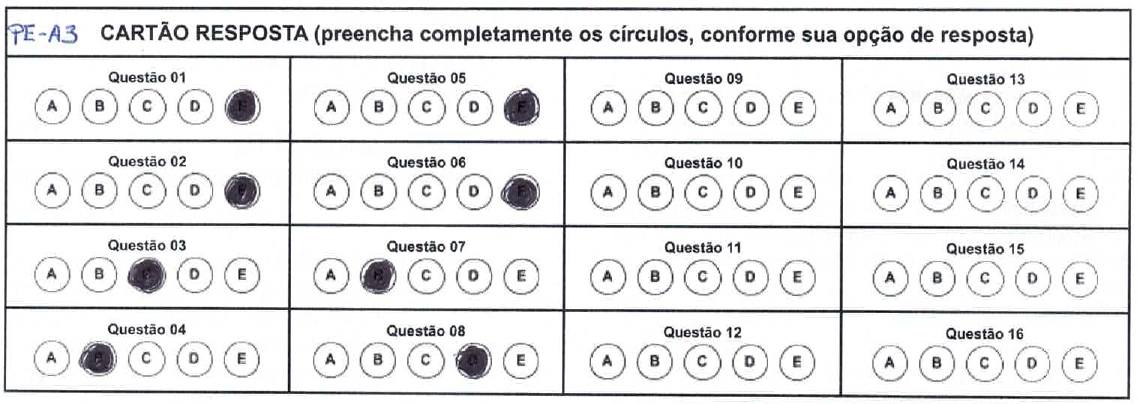 PE-A3 CARTÃO RESPOSTA (preencha completamente os círculos, conforme sua opção de resposta)
Questão 01
A B C D E
Questão 05
A B C D E
Questão 09
A B C D E
Questão 13
A B C D E
Questão 02
A B C D E
Questão 06
A B C D E
Questão 10
A B C D E
Questão 14
A B C D E
Questão 03
A B C D E
Questão 07
A B C D E
Questão 11
A B C D E
Questão 15
A B C D E
Questão 04
A B C D E
Questão 08
A B C D E
Questão 12
A B C D E
Questão 16
A B C D E